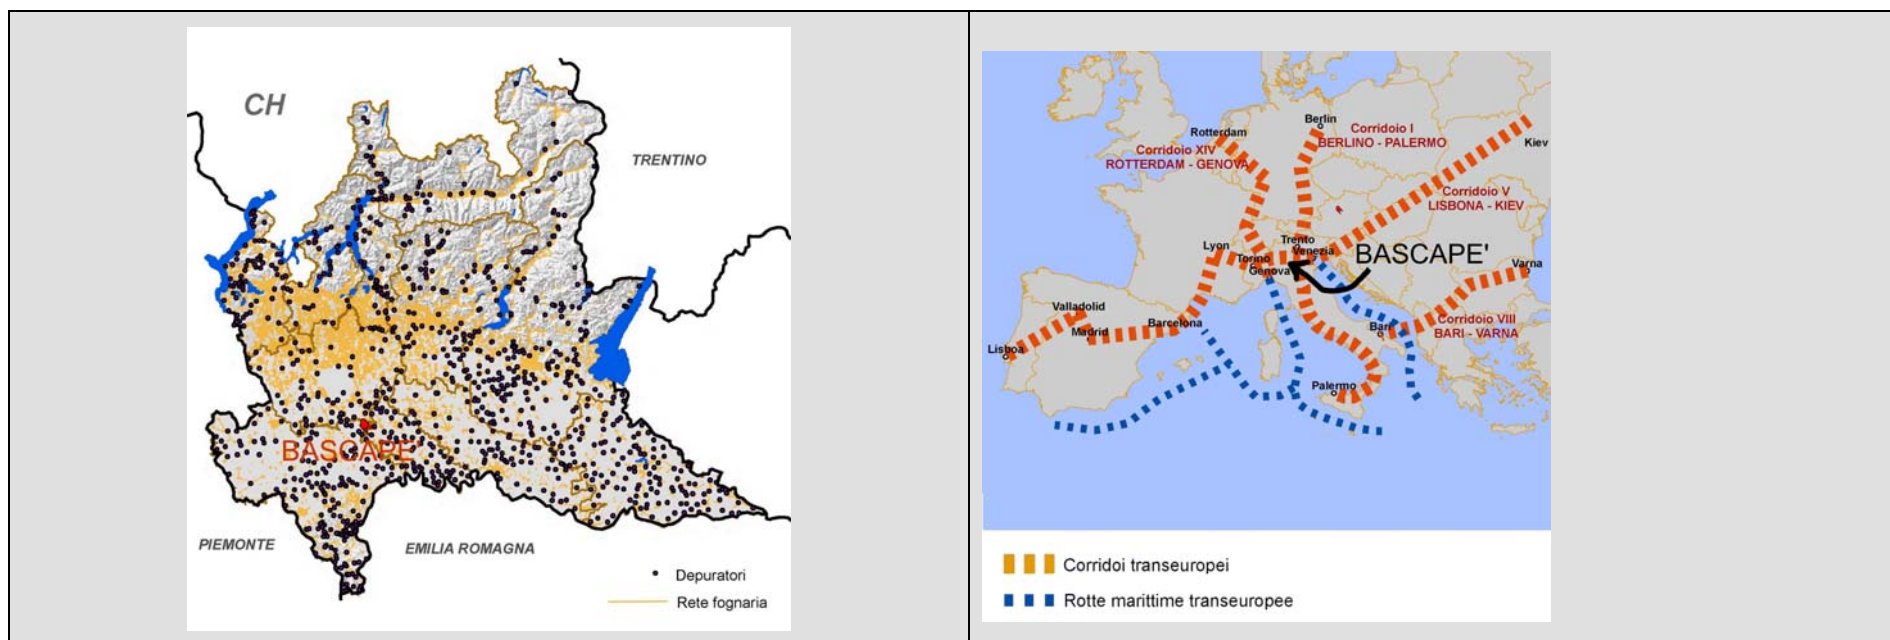 CH
TRENTINO
BASCAPE'
PIEMONTE
EMILIA ROMAGNA
Depuratori
Rete fognaria
Berlin
Rotterdam
Corridoio I
BERLINO - PALERMO
Kiev
Corridoio XIV
ROTTERDAM - GENOVA
Corridoio V
LISBONA - KIEV
Lyon
Trento
Venezia
BASCAPE'
Torino
Genova
Varna
Valladolid
Madrid
Barcelona
Bari
Corridoio VIII
BARI - VARNA
Lisboa
Palermo
Corridoi transeuropei
Rotte marittime transeuropee